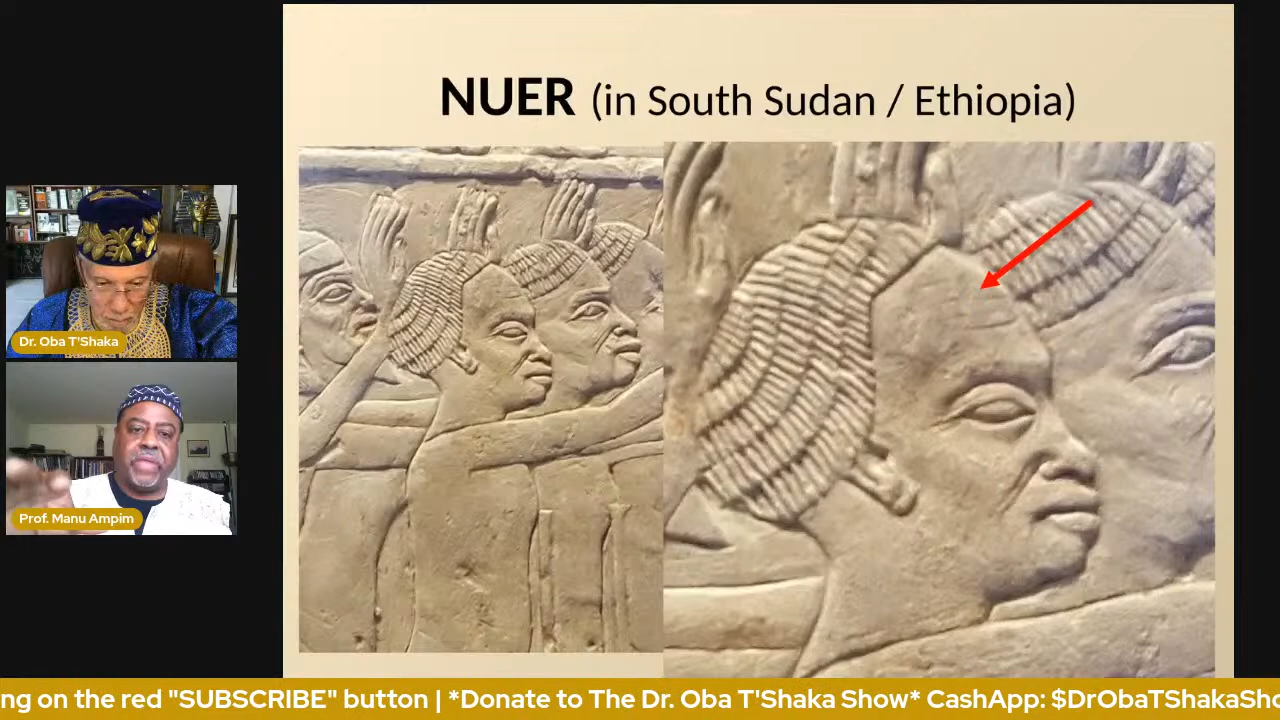 NUER (in South Sudan / Ethiopia)
Dr. Oba T'Shaka
Prof. Manu Ampim
ng on the red "SUBSCRIBE" button | *Donate to The Dr. Oba T'Shaka Show* CashApp: $DrObaTShakaSho